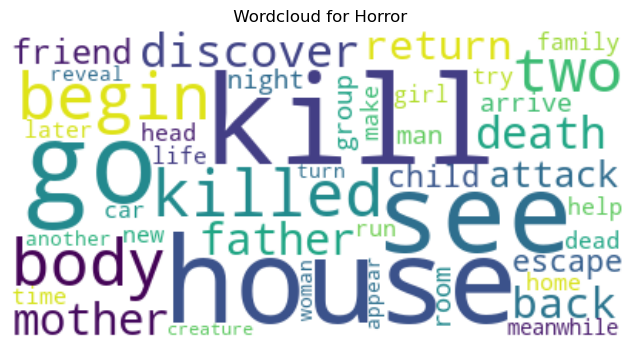 Wordcloud for Horror
friend discover return family
reveal night two
begin kill try girl
later head group make man arrive
go life turn death
killed child attack
car see help
another new father run dead
body house escape
time woman appear room home
mother back
creature meanwhile